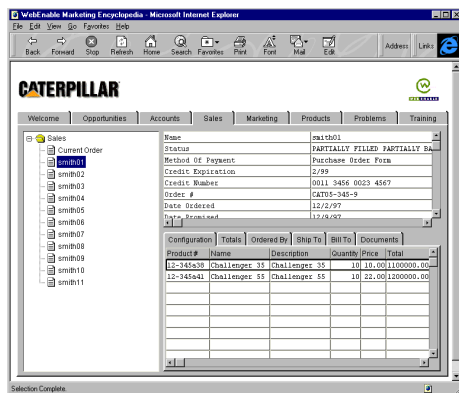 WebEnable Marketing Encyclopedia - Microsoft Internet Explorer
File Edit View Go Favorites Help
Back Forward Stop Refresh Home Search Favorites Print Font Mail Edit Address Links
CATERPILLAR
WEB ENABLE
Welcome Opportunities Accounts Sales Marketing Products Problems Training
Sales
Current Order
smith01
smith02
smith03
smith04
smith05
smith06
smith07
smith08
smith09
smith10
smith11
Name smith01
Status PARTIALLY FILLED PARTIALLY BA
Method Of Payment Purchase Order Form
Credit Expiration 2/99
Credit Number 0011 3456 0023 4567
Order # CAT05-345-9
Date Ordered 12/2/97
Date Promised 12/9/97
Configuration Totals Ordered By Ship To Bill To Documents
Product # Name Description Quantity Price Total
12-345a38 Challenger 35 Challenger 35 10 10.00 1100000.00
12-345a41 Challenger 55 Challenger 55 10 22.00 1200000.00
Selection Complete.